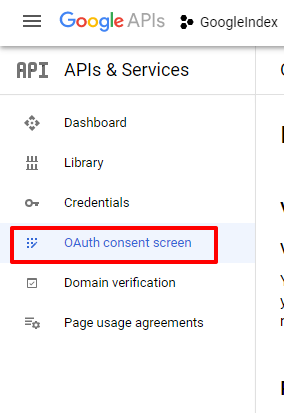 Google APIs GoogleIndex
API APIs & Services
Dashboard
Library
Credentials
OAuth consent screen
Domain verification
Page usage agreements